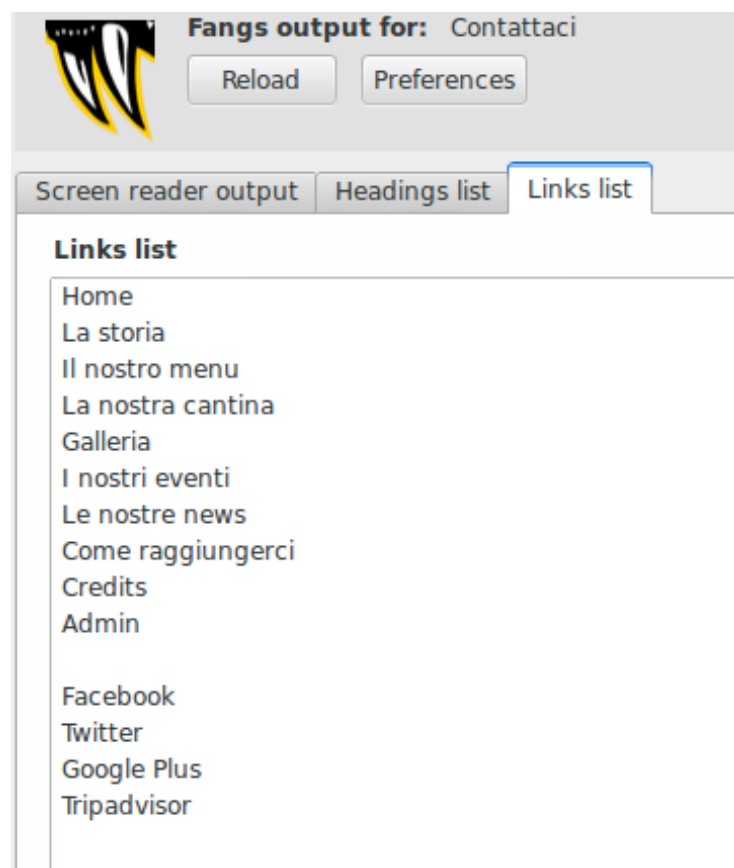 Fangs output for: Contattaci
Reload Preferences
Screen reader output Headings list Links list
Links list
Home
La storia
Il nostro menu
La nostra cantina
Galleria
I nostri eventi
Le nostre news
Come raggiungerci
Credits
Admin
Facebook
Twitter
Google Plus
Tripadvisor